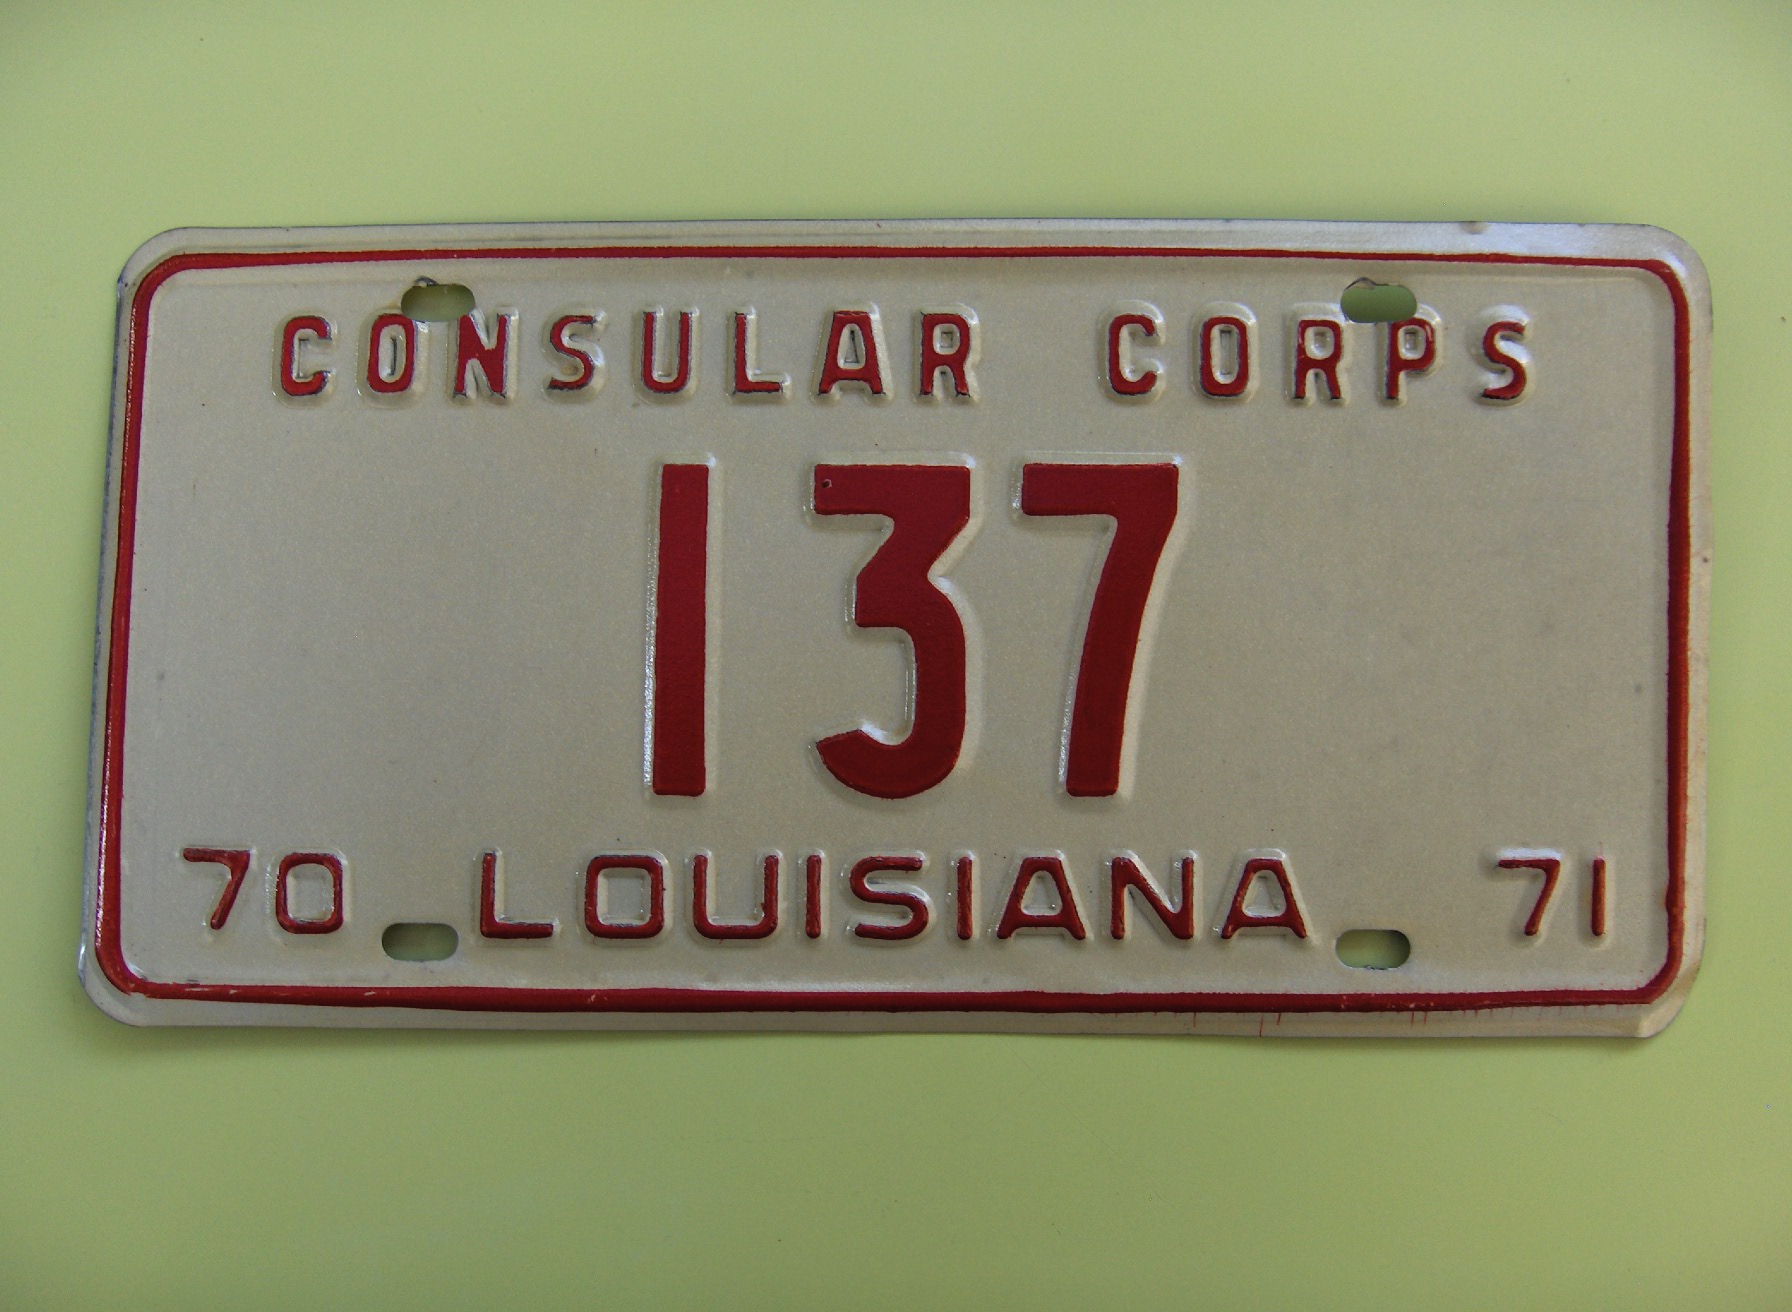 CONSULAR CORPS
137
70 LOUISIANA 71